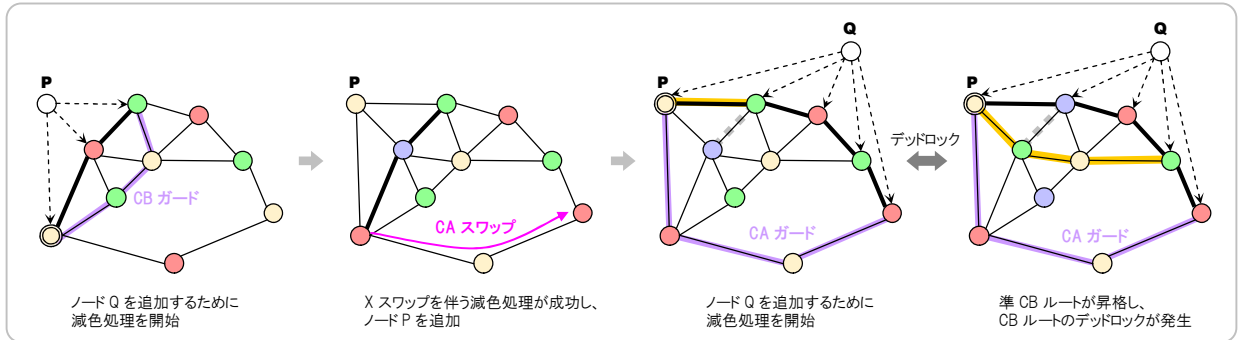 P
CB ガード
ノード Q を追加するために
減色処理を開始
P
CA スワップ
X スワップを伴う減色処理が成功し、
ノード P を追加
Q
P
CA ガード
ノード Q を追加するために
減色処理を開始
デッドロック
Q
P
CA ガード
準 CB ルートが昇格し、
CB ルートのデッドロックが発生